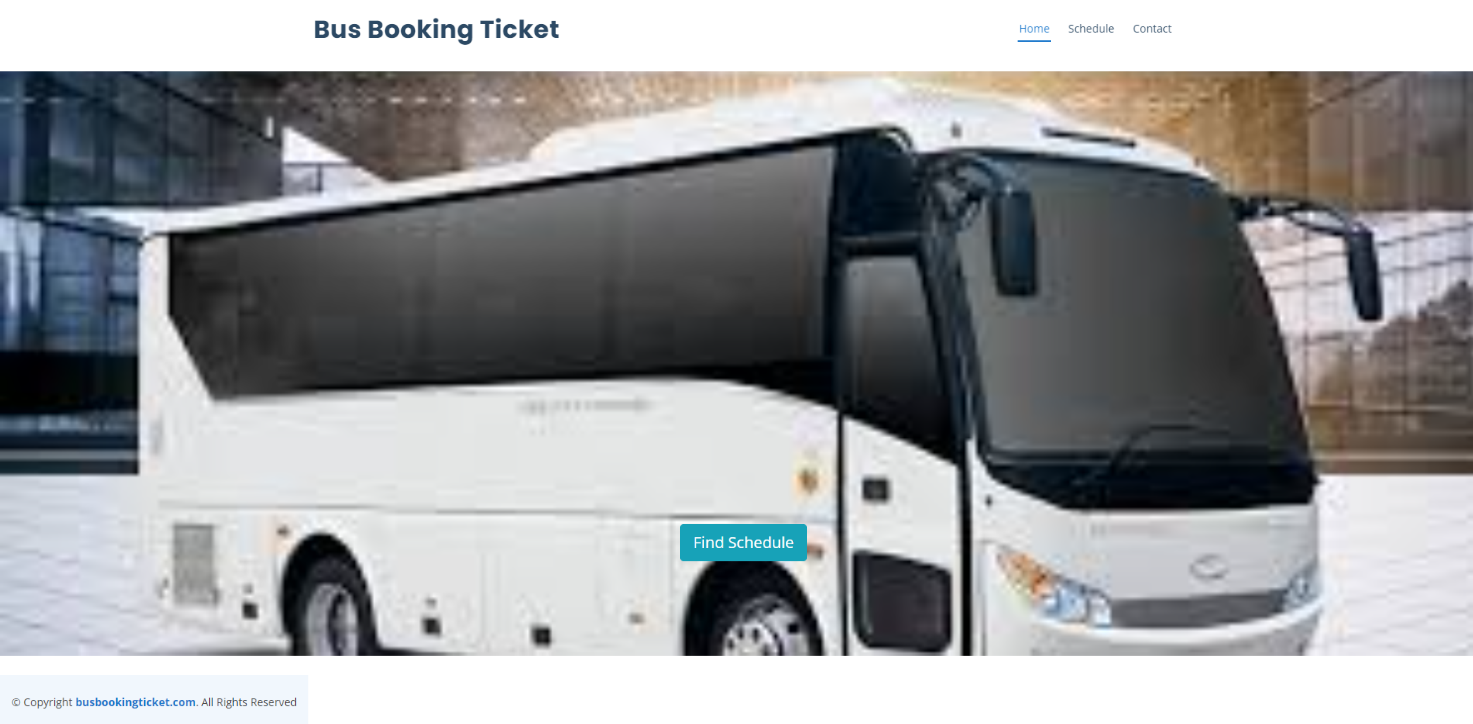 Bus Booking Ticket
Home Schedule Contact
Find Schedule
© Copyright busbookingticket.com. All Rights Reserved